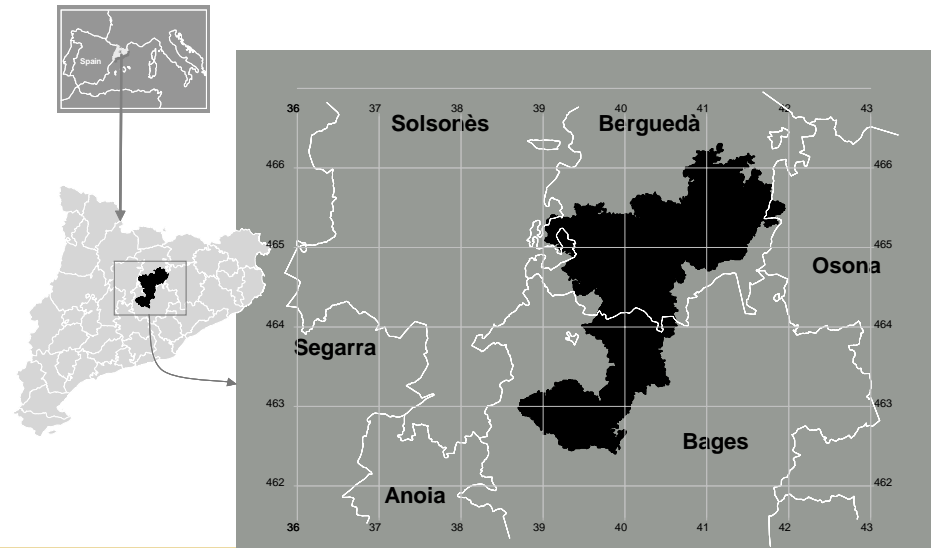 Spain
36 37 38 39 40 41 42 43
Solsonès Berguedà
466 466
465 465
Osona
464 464
Segarra
463 463
Bages
462 462
Anoia
36 37 38 39 40 41 42 43